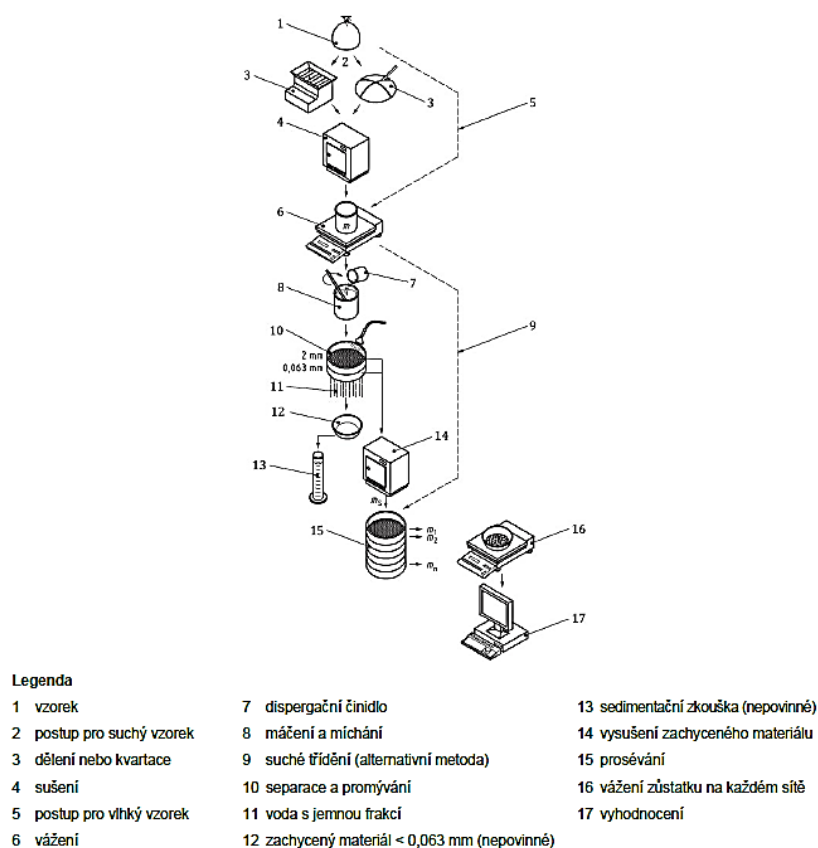 1
2
3
3
4
5
6
m
7
8
9
10
2 mm
0,063 mm
11
12
13
14
m5
15
m1
m2
mn
16
17
Legenda
1 vzorek
2 postup pro suchý vzorek
3 dělení nebo kvartace
4 sušení
5 postup pro vlhký vzorek
6 vážení
7 dispergační činidlo
8 máčení a míchání
9 suché třídění (alternativní metoda)
10 separace a promývání
11 voda s jemnou frakcí
12 zachycený materiál < 0,063 mm (nepovinné)
13 sedimentační zkouška (nepovinné)
14 vysušení zachyceného materiálu
15 prosévání
16 vážení zůstatku na každém sítě
17 vyhodnocení